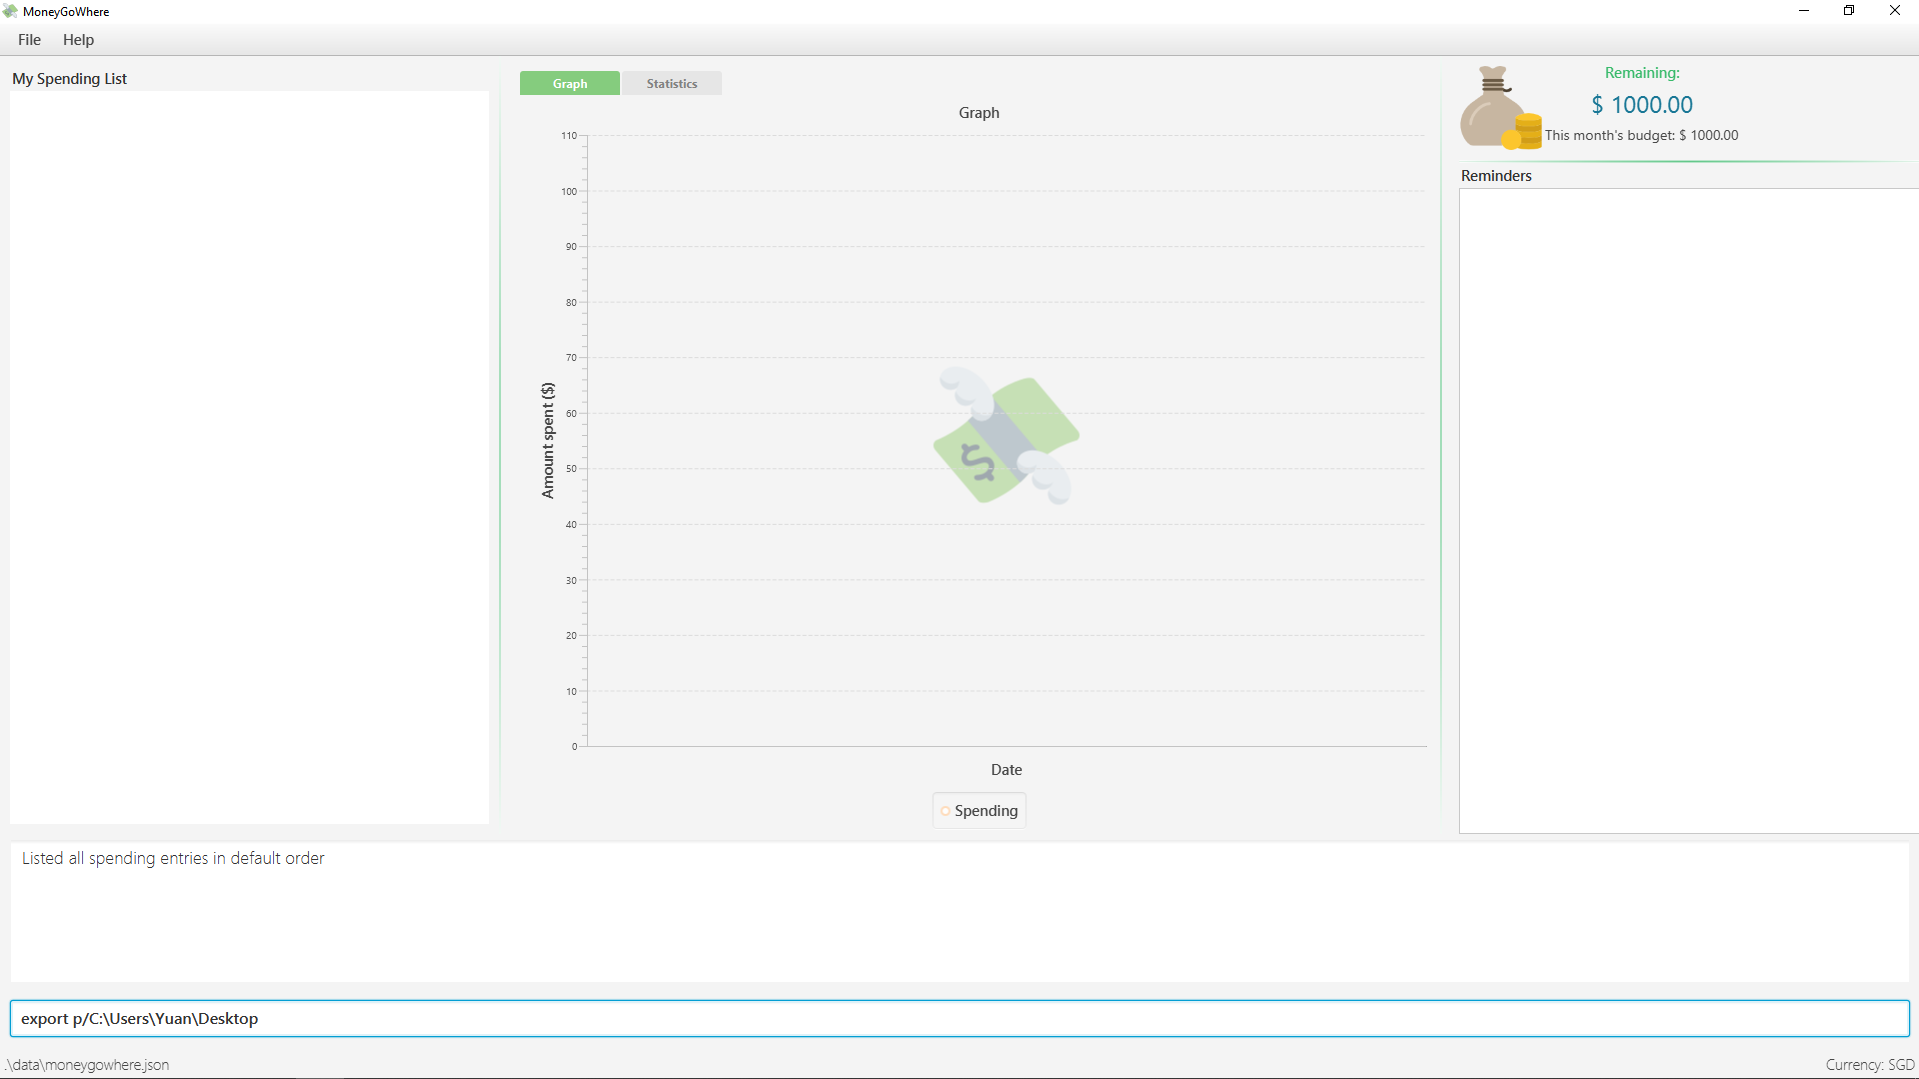 MoneyGoWhere
File Help
My Spending List
Graph Statistics
Graph
110
100
90
80
70
60
50
40
30
20
10
0
Amount spent ($)
$
Date
Spending
Remaining:
$ 1000.00
This month's budget: $ 1000.00
Reminders
Listed all spending entries in default order
export p/C:\Users\Yuan\Desktop
.\data\moneygowhere.json
Currency: SGD